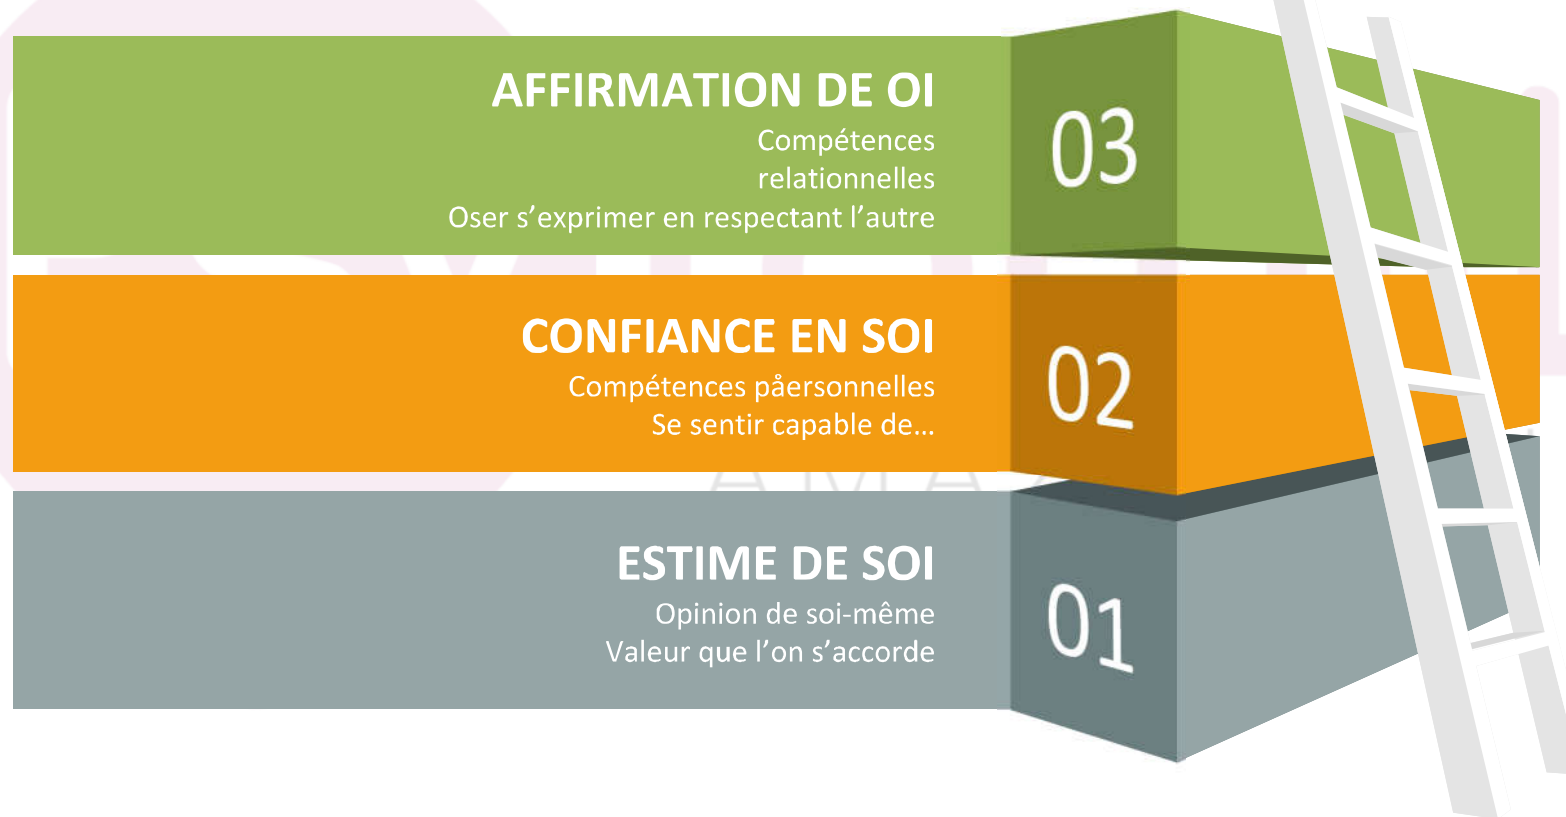 AFFIRMATION DE OI
Compétences
relationnelles
Oser s’exprimer en respectant l’autre
03
CONFIANCE EN SOI
Compétences påersonnelles
Se sentir capable de…
02
ESTIME DE SOI
Opinion de soi-même
Valeur que l’on s’accorde
01